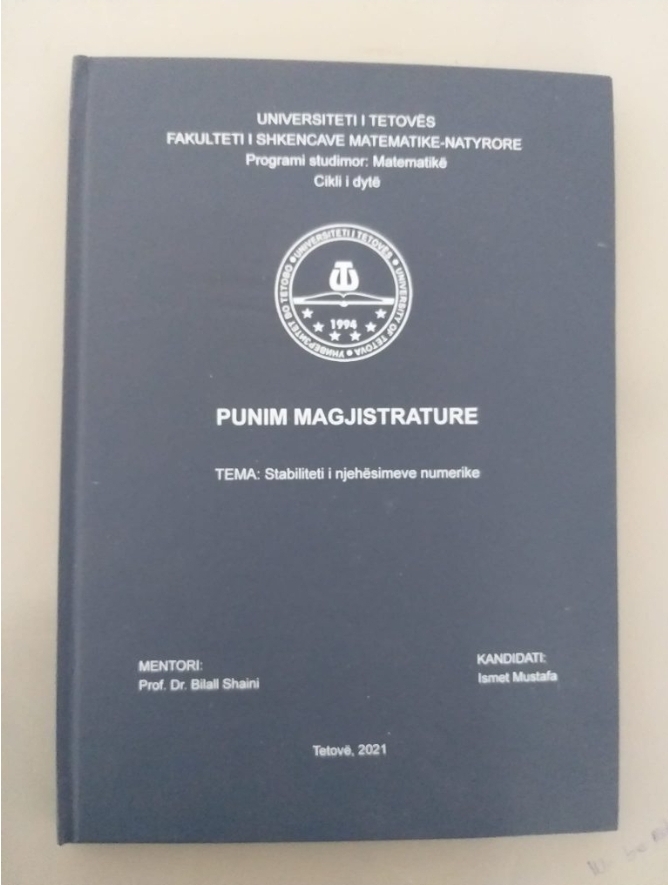 UNIVERSITETI I TETOVËS
FAKULTETI I SHKENCAVE MATEMATIKE-NATYRORE
Programi studimor: Matematikë
Cikli i dytë
UNIVERSITETI I TETOVËS
UNIVERSITY OF TETOVA
1994
PUNIM MAGJISTRATURE
TEMA: Stabiliteti i njehësimeve numerike
MENTORI:
Prof. Dr. Bilall Shaini
KANDIDATI:
Ismet Mustafa
Tetovë, 2021